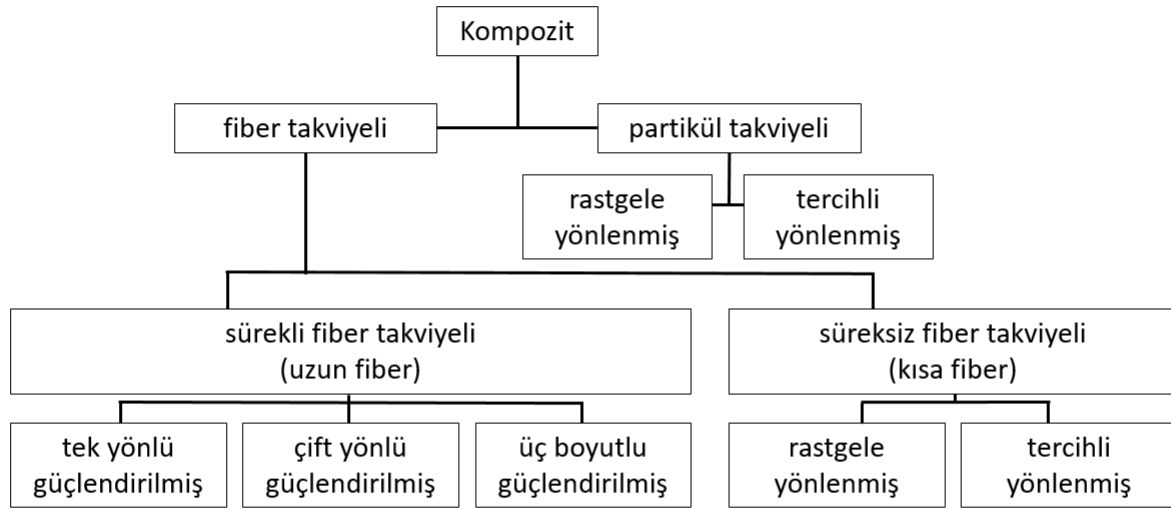 Kompozit
fiber takviyeli
partikül takviyeli
rastgele
yönlenmiş
tercihli
yönlenmiş
sürekli fiber takviyeli
(uzun fiber)
süreksiz fiber takviyeli
(kısa fiber)
tek yönlü
güçlendirilmiş
çift yönlü
güçlendirilmiş
üç boyutlu
güçlendirilmiş
rastgele
yönlenmiş
tercihli
yönlenmiş